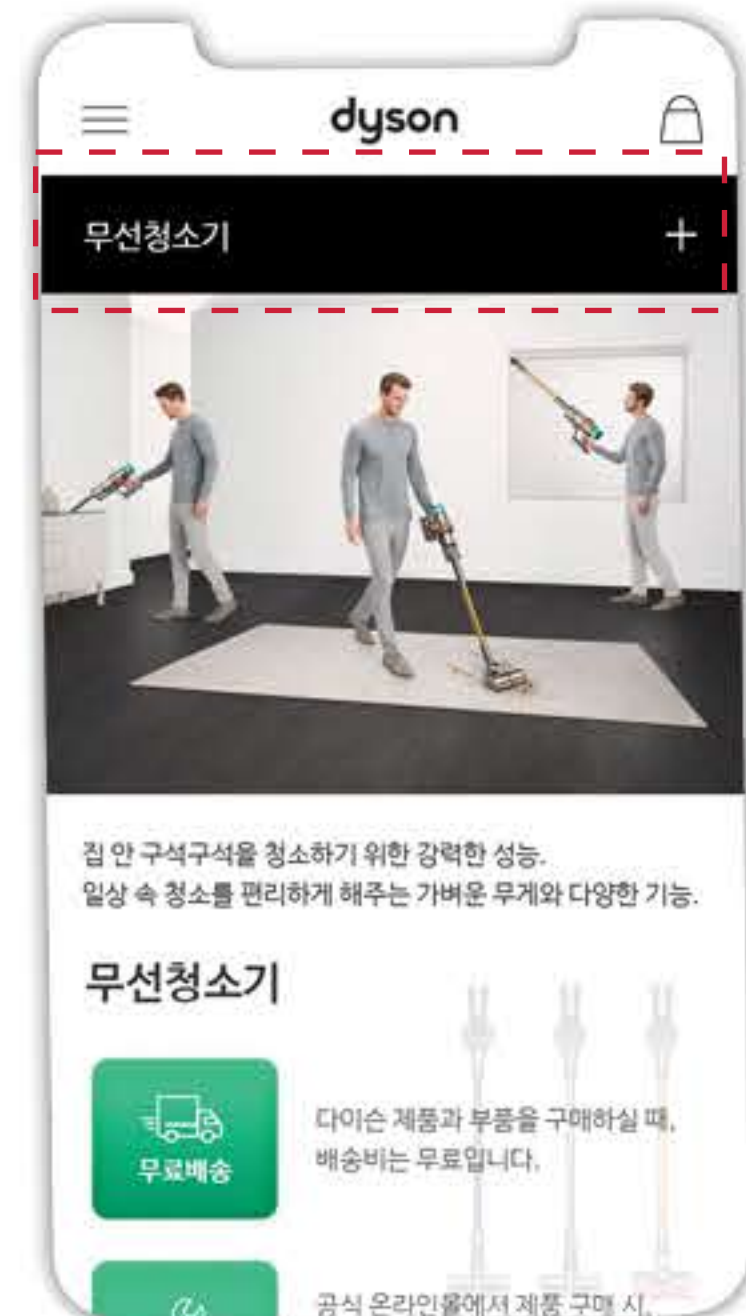 dyson
무선청소기
집 안 구석구석을 청소하기 위한 강력한 성능.
일상 속 청소를 편리하게 해주는 가벼운 무게와 다양한 기능.
무선청소기
무료배송
다이슨 제품과 부품을 구매하실 때,
배송비는 무료입니다.
공식 온라인몰에서 제품 구매 시